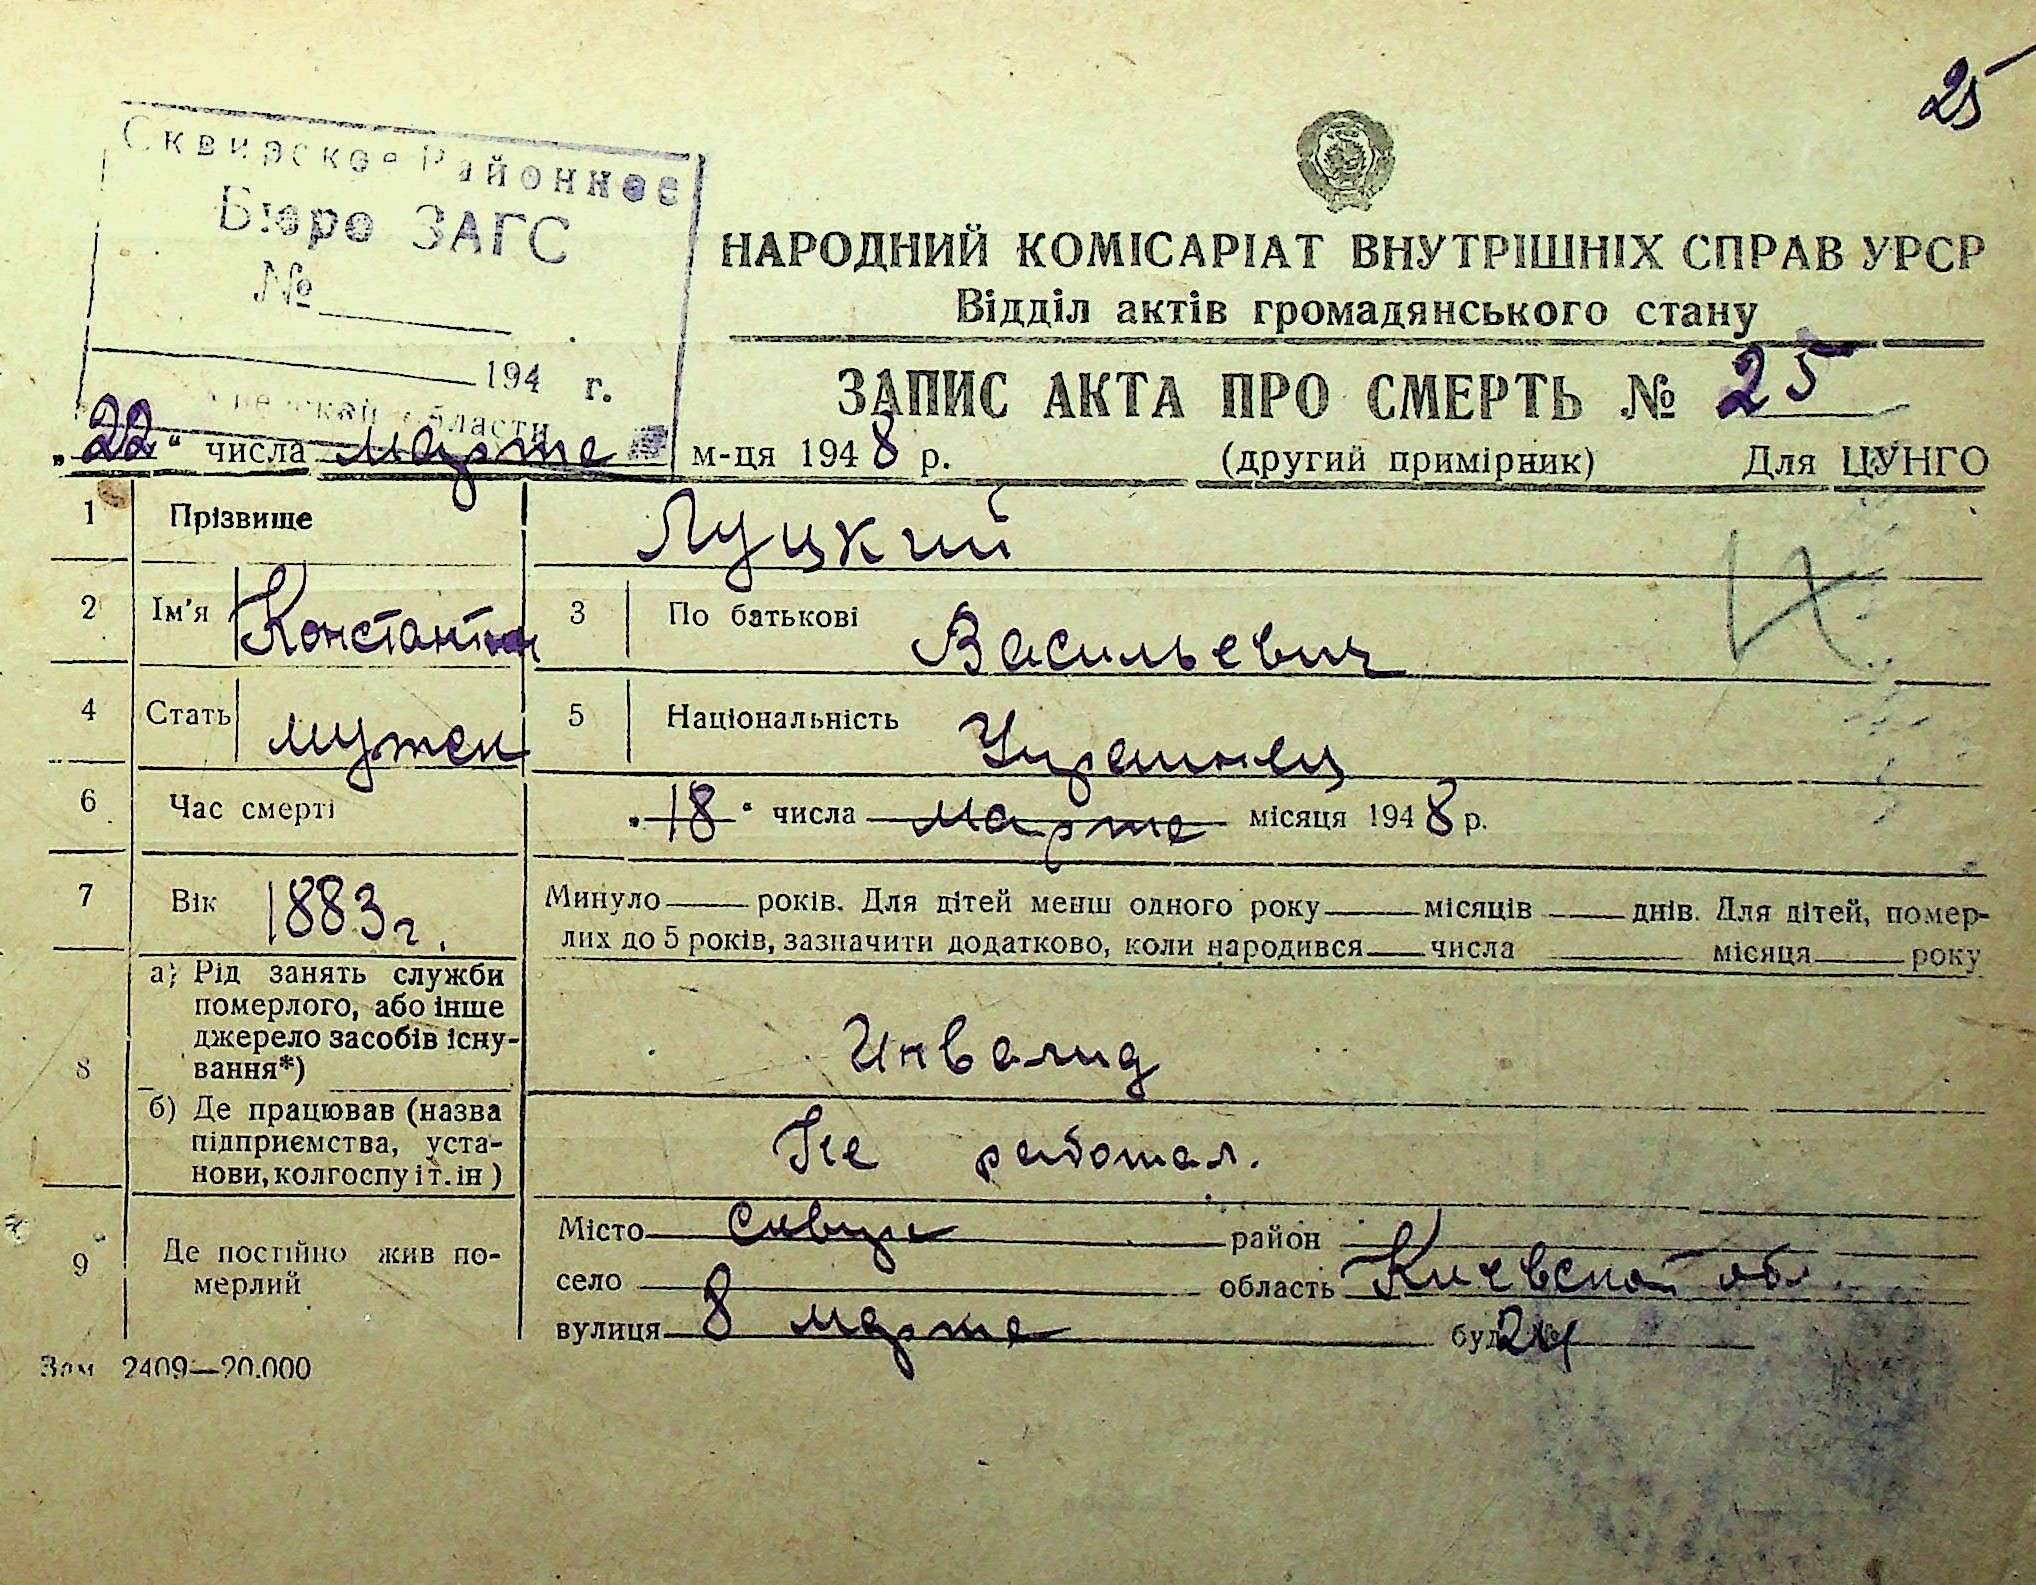 25
Сквирское Районное
Бюро ЗАГС
№
194 г.
области
НАРОДНИЙ КОМІСАРІАТ ВНУТРІШНІХ СПРАВ УРСР
Відділ актів громадянського стану
ЗАПИС АКТА ПРО СМЕРТЬ № 25
„22“ числа марта м-ця 1948 р. (другий примірник) Для ЦУНГО
1 Прізвище Луцкий
2 Ім'я Константин 3 По батькові Васильевич
4 Стать мужск 5 Національність Украинец
6 Час смерті „18“ числа марта місяця 1948 р.
7 Вік 1883 г. Минуло років. Для дітей менш одного року місяців днів. Для дітей, помер-
лих до 5 років, зазначити додатково, коли народився числа місяця року
8 а) Рід занять служби
померлого, або інше
джерело засобів існу-
вання*) Инвалид
б) Де працював (назва
підприємства, уста-
нови, колгоспу і т. ін) Не работал.
9 Де постійно жив по-
мерлий
Місто Сквира район
село область Киевской обл.
вулиця 8 марта буд № 24
Зам 2409—20.000